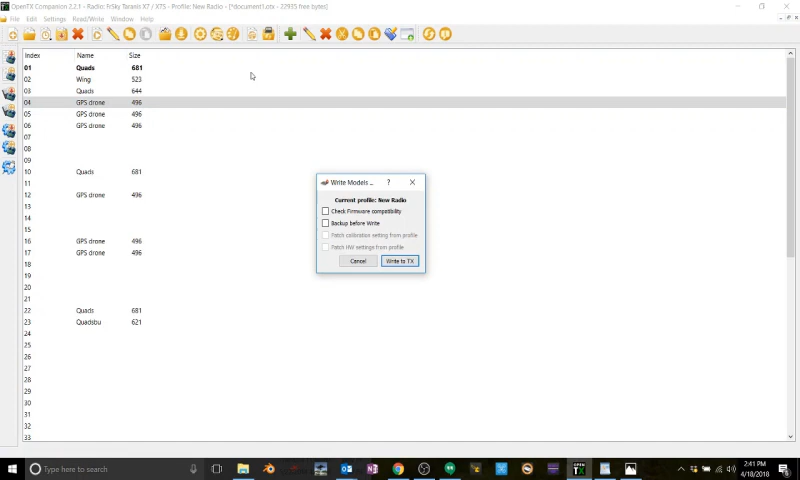 OpenTX Companion 2.2.1 - Radio: FrSky Taranis X7 / X7S - Profile: New Radio - [*document1.otx - 22935 free bytes]
File Edit Settings Read/Write Window Help
Index Name Size
01 Quads 681
02 Wing 523
03 Quads 644
04 GPS drone 496
05 GPS drone 496
06 GPS drone 496
07
08
09
10 Quads 681
11
12 GPS drone 496
13
14
15
16 GPS drone 496
17 GPS drone 496
18
19
20
21
22 Quads 681
23 Quadsbu 621
24
25
26
27
28
29
30
31
32
33
Write Models ... ?
Current profile: New Radio
Check Firmware compatibility
Backup before Write
Patch calibration setting from profile
Patch HW settings from profile
Cancel Write to TX
Type here to search
2:41 PM
4/18/2018